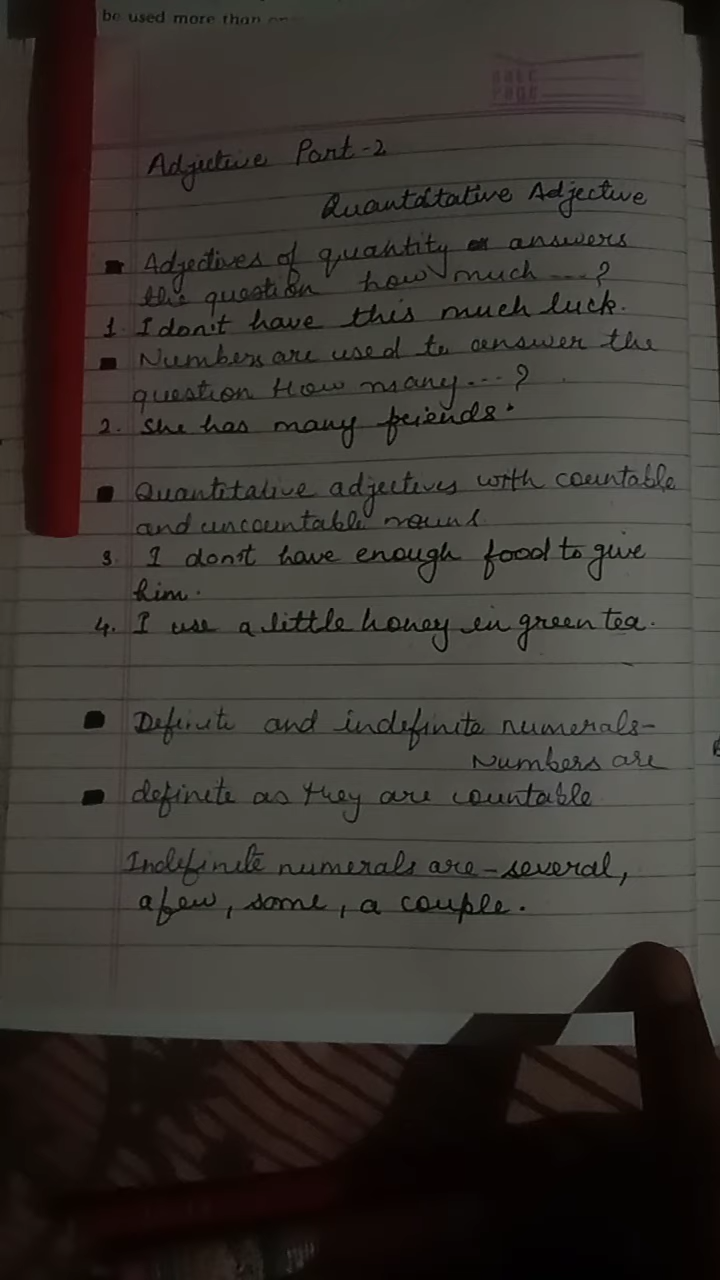 be used more than
DATE
PAGE
Adjective Part-2
Quantitative Adjective
Adjectives of quantity answers
the question how much ....?
1. I don't have this much luck.
Numbers are used to answer the
question How many....?
2. She has many friends.
Quantitative adjectives with countable
and uncountable nouns
3. I don't have enough food to give
him.
4. I use a little honey in green tea.
Definite and indefinite numerals-
Numbers are
definite as they are countable
Indefinite numerals are-several,
a few, some, a couple.